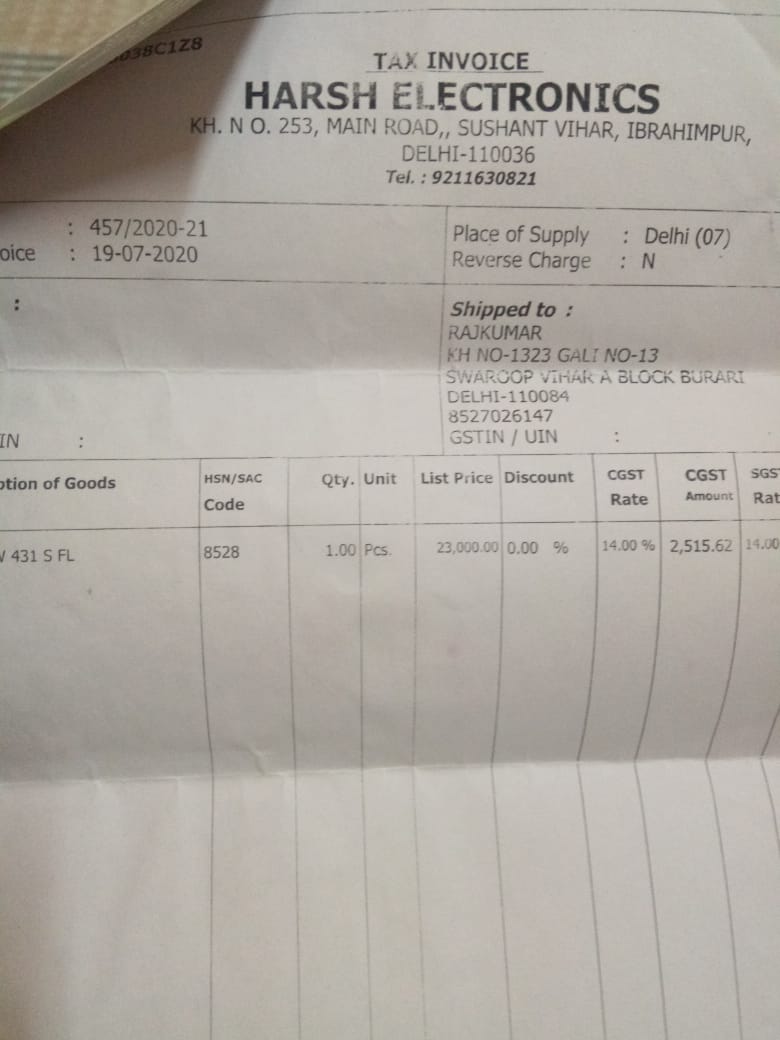 038C1Z8
TAX INVOICE
HARSH ELECTRONICS
KH. N O. 253, MAIN ROAD,, SUSHANT VIHAR, IBRAHIMPUR,
DELHI-110036
Tel. : 9211630821
: 457/2020-21
oice : 19-07-2020
Place of Supply : Delhi (07)
Reverse Charge : N
:
IN :
Shipped to :
RAJKUMAR
KH NO-1323 GALI NO-13
SWAROOP VIHAR A BLOCK BURARI
DELHI-110084
8527026147
GSTIN / UIN :
ption of Goods HSN/SAC Code Qty. Unit List Price Discount CGST Rate CGST Amount SGST Rat
431 S FL 8528 1.00 Pcs. 23,000.00 0.00 % 14.00 % 2,515.62 14.00